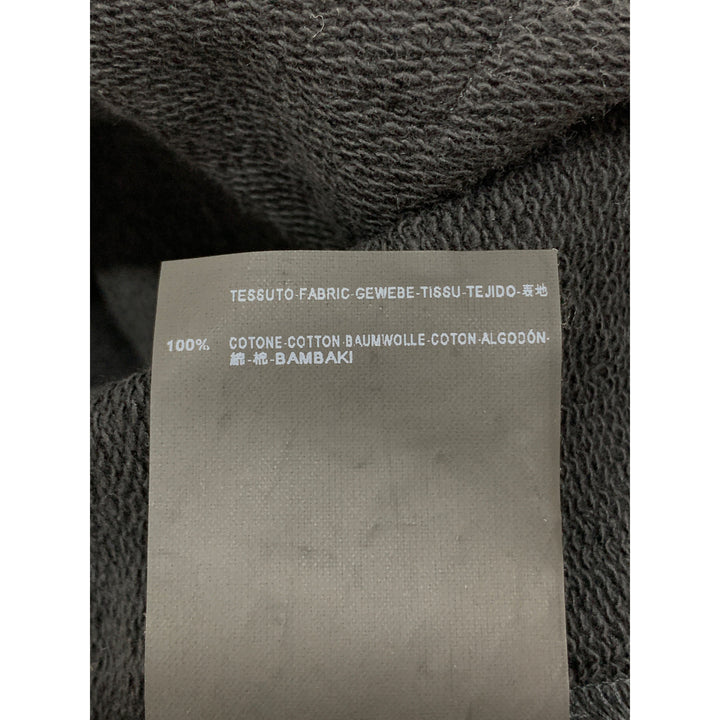 TESSUTO-FABRIC-GEWEBE-TISSU-TEJIDO-表地
100% COTONE-COTTON-BAUMWOLLE-COTON-ALGODÓN-
綿-棉-BAMBAKI